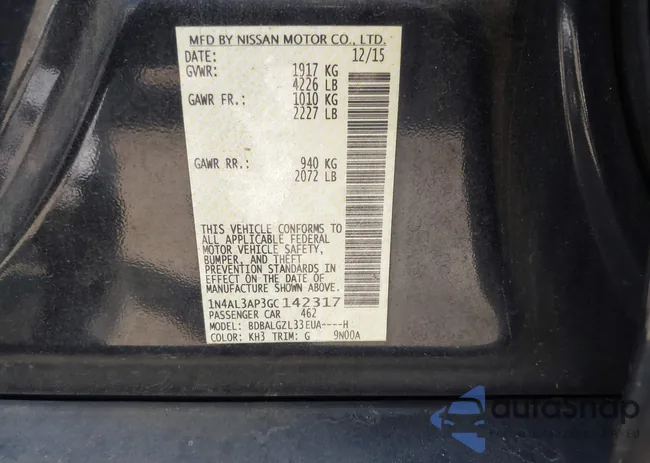 MFD BY NISSAN MOTOR CO., LTD.
DATE: 12/15
GVWR: 1917 KG
4226 LB
GAWR FR.: 1010 KG
2227 LB
GAWR RR.: 940 KG
2072 LB
THIS VEHICLE CONFORMS TO
ALL APPLICABLE FEDERAL
MOTOR VEHICLE SAFETY,
BUMPER, AND THEFT
PREVENTION STANDARDS IN
EFFECT ON THE DATE OF
MANUFACTURE SHOWN ABOVE.
1N4AL3AP3GC142317
PASSENGER CAR 462
MODEL: BDBALGZL33EUA----H
COLOR: KH3 TRIM: G 9N00A
autoSnap